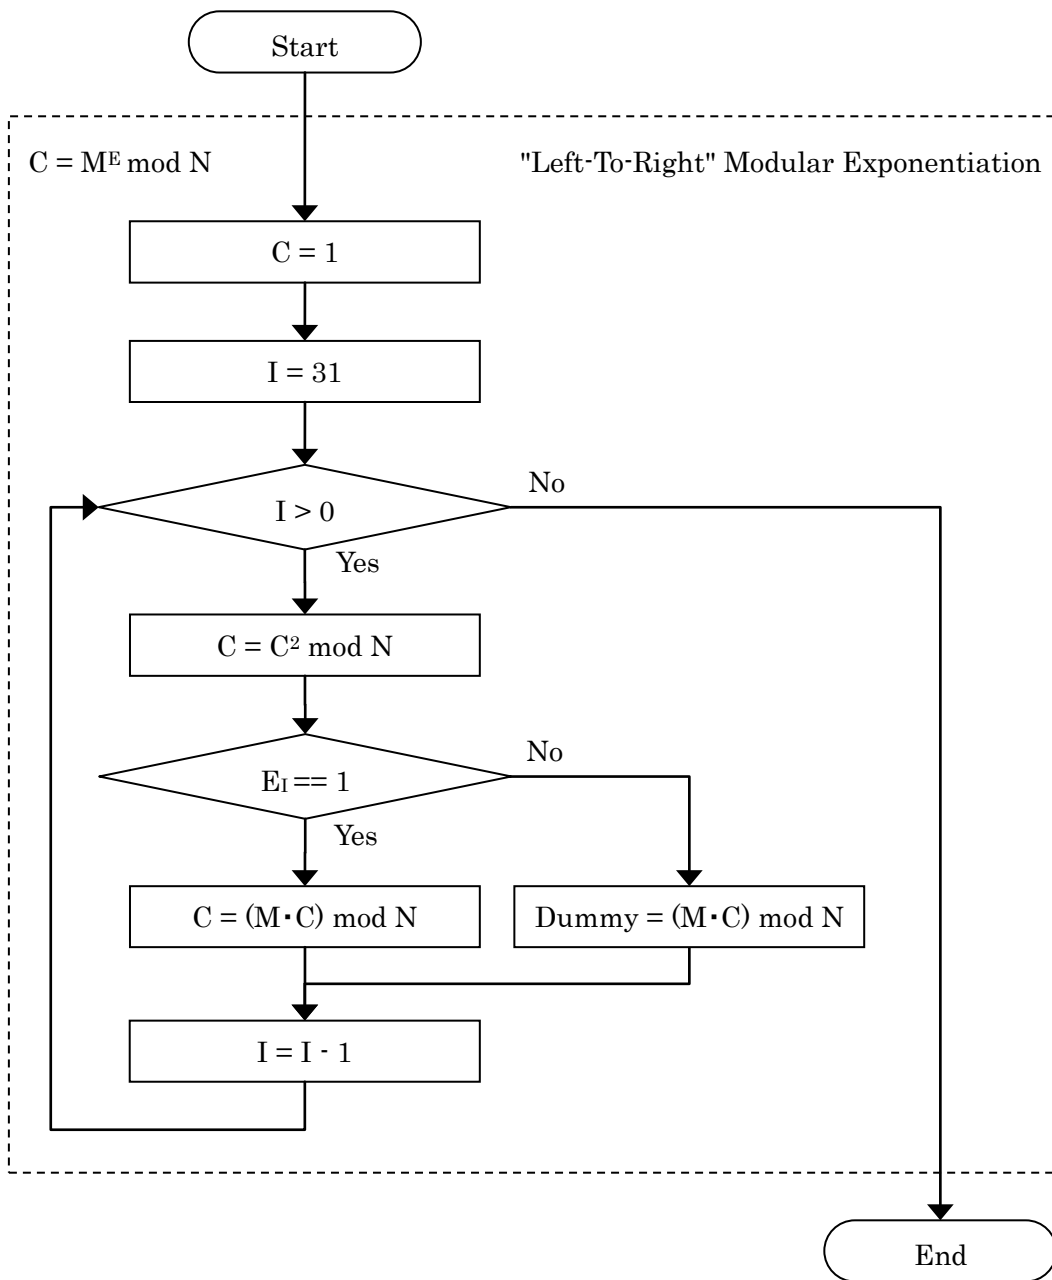 Start
C = Mᴱ mod N
"Left-To-Right" Modular Exponentiation
C = 1
I = 31
I > 0
No
Yes
C = C² mod N
E_I == 1
No
Yes
C = (M・C) mod N
Dummy = (M・C) mod N
I = I - 1
End